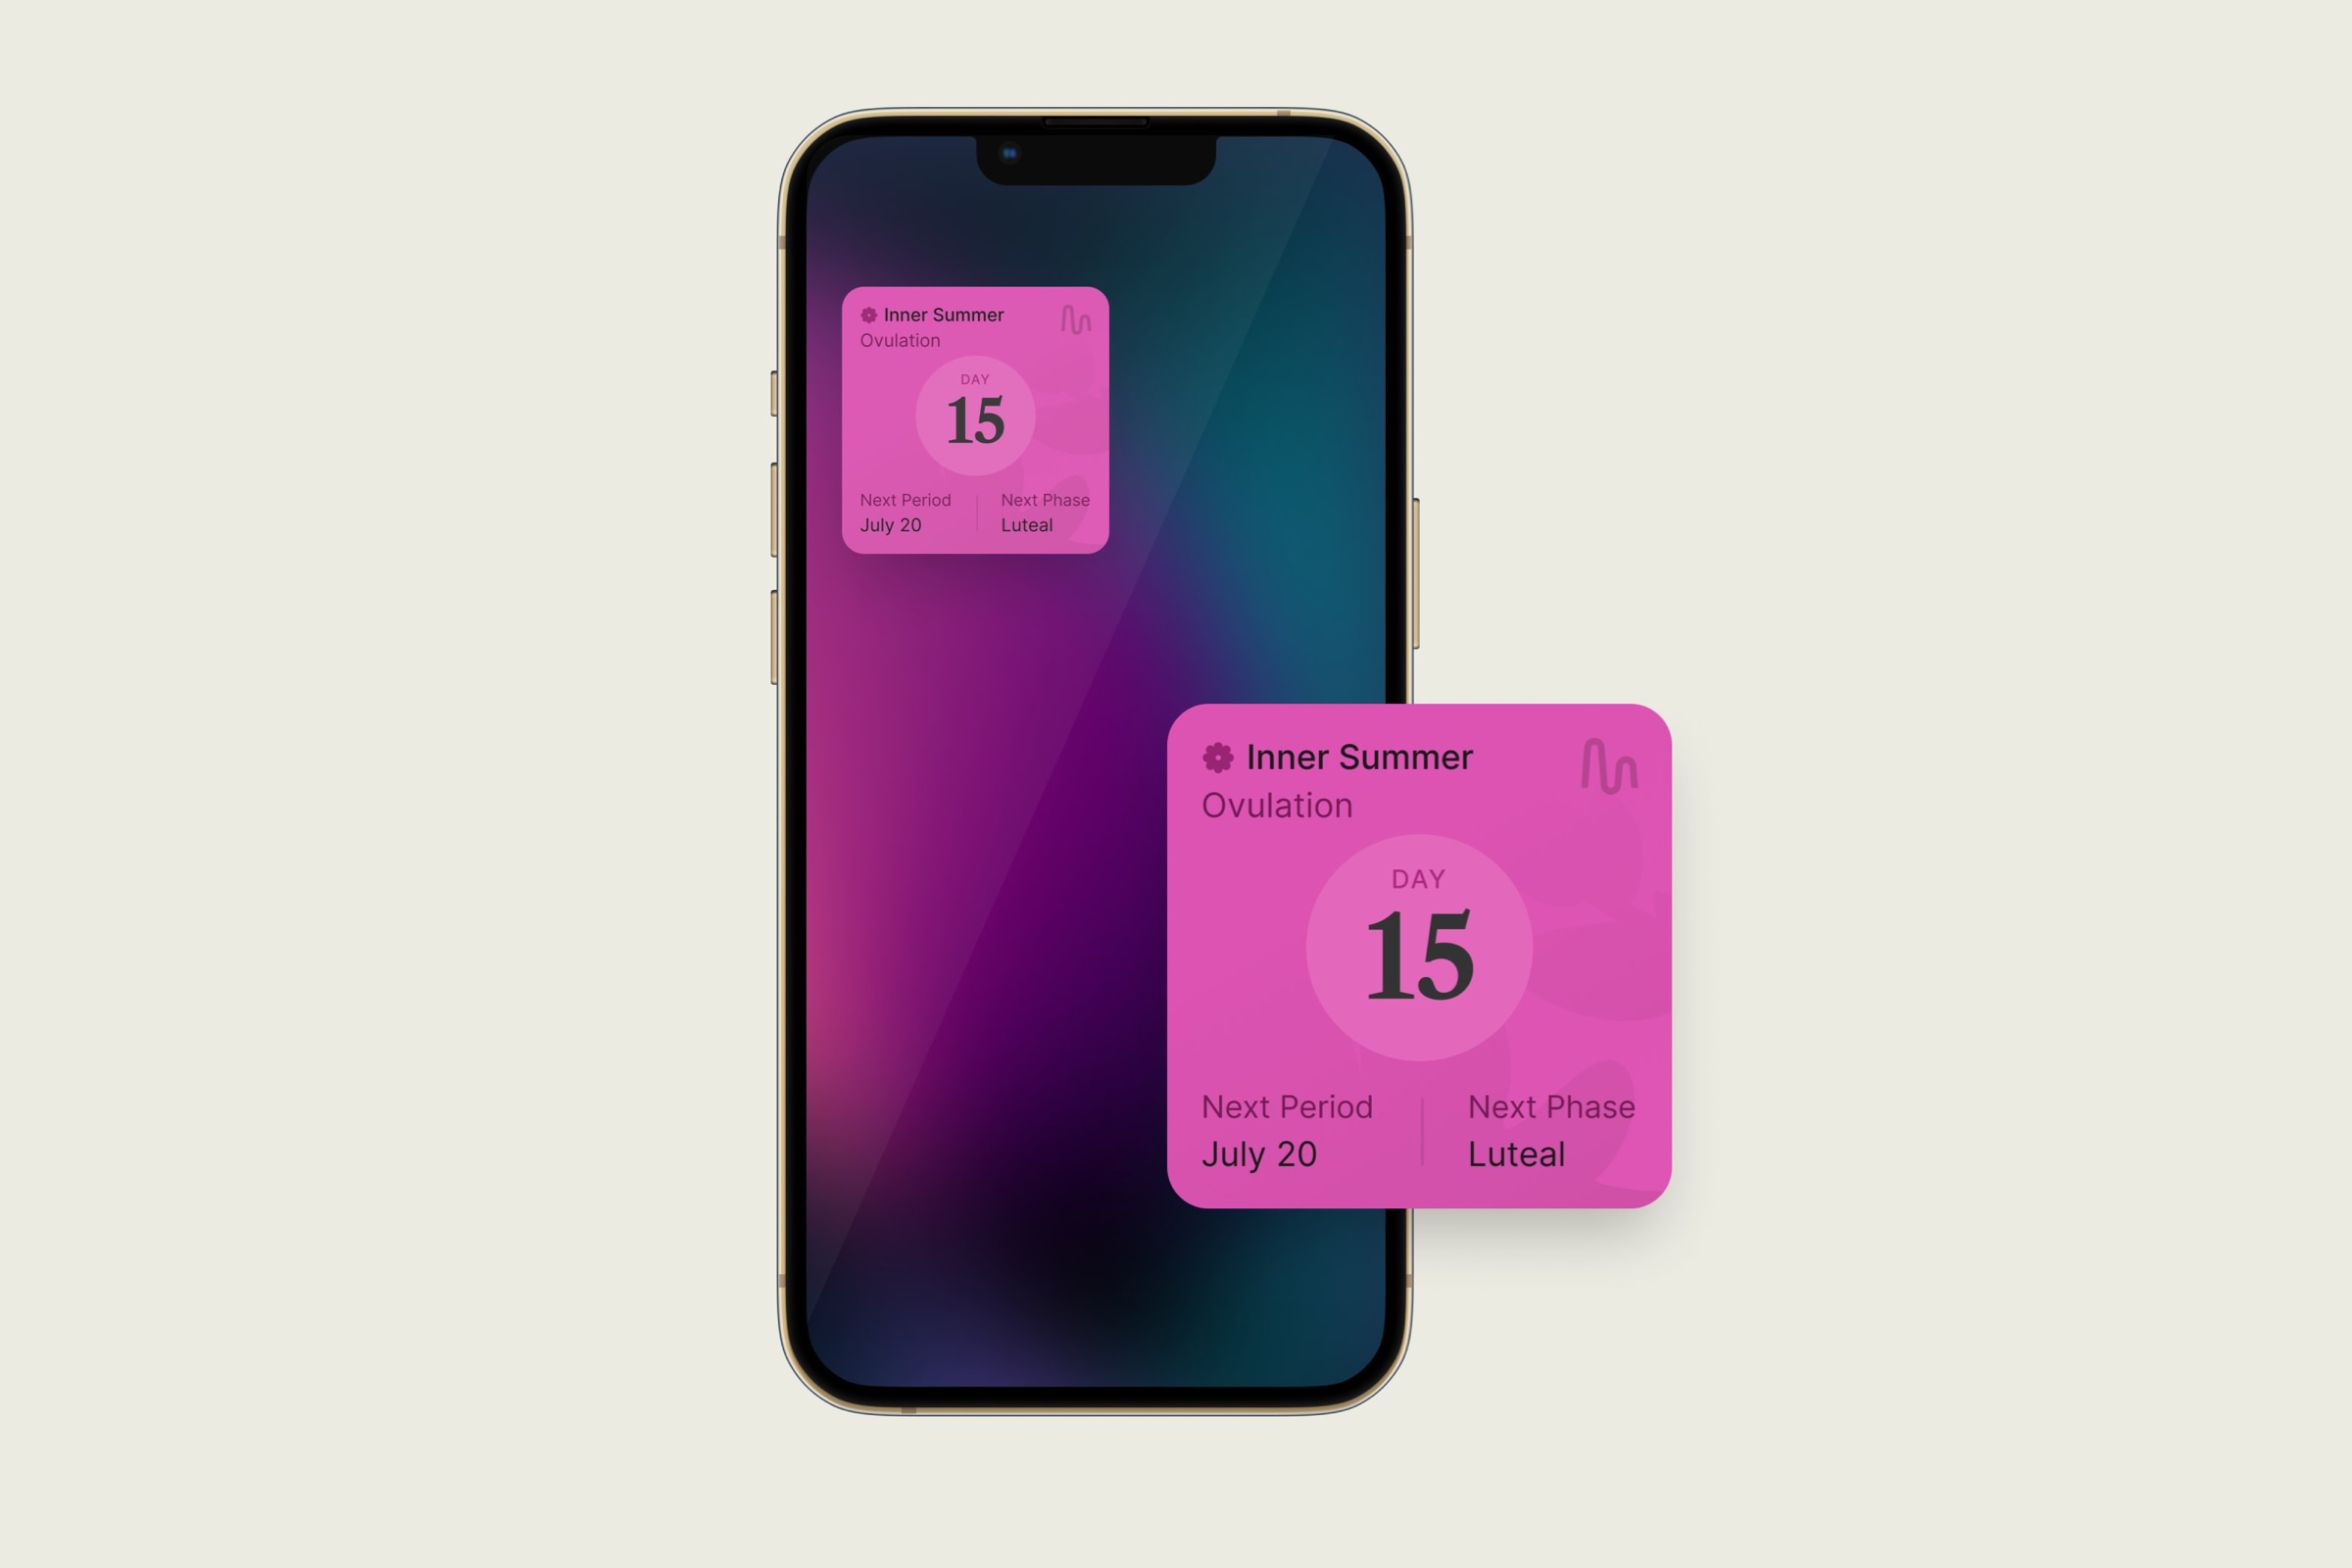 Inner Summer
Ovulation
DAY
15
Next Period
July 20
Next Phase
Luteal
Inner Summer
Ovulation
DAY
15
Next Period
July 20
Next Phase
Luteal